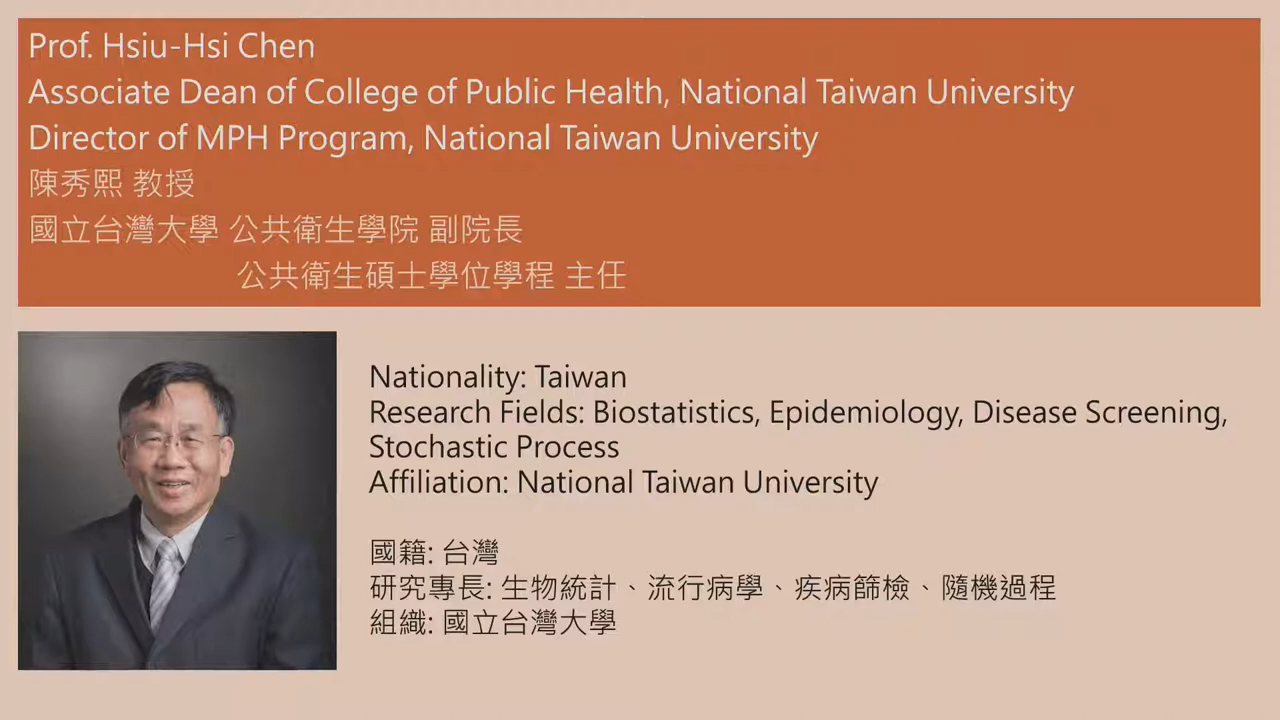 Prof. Hsiu-Hsi Chen
Associate Dean of College of Public Health, National Taiwan University
Director of MPH Program, National Taiwan University
陳秀熙 教授
國立台灣大學 公共衛生學院 副院長
公共衛生碩士學位學程 主任
Nationality: Taiwan
Research Fields: Biostatistics, Epidemiology, Disease Screening,
Stochastic Process
Affiliation: National Taiwan University
國籍: 台灣
研究專長: 生物統計、流行病學、疾病篩檢、隨機過程
組織: 國立台灣大學